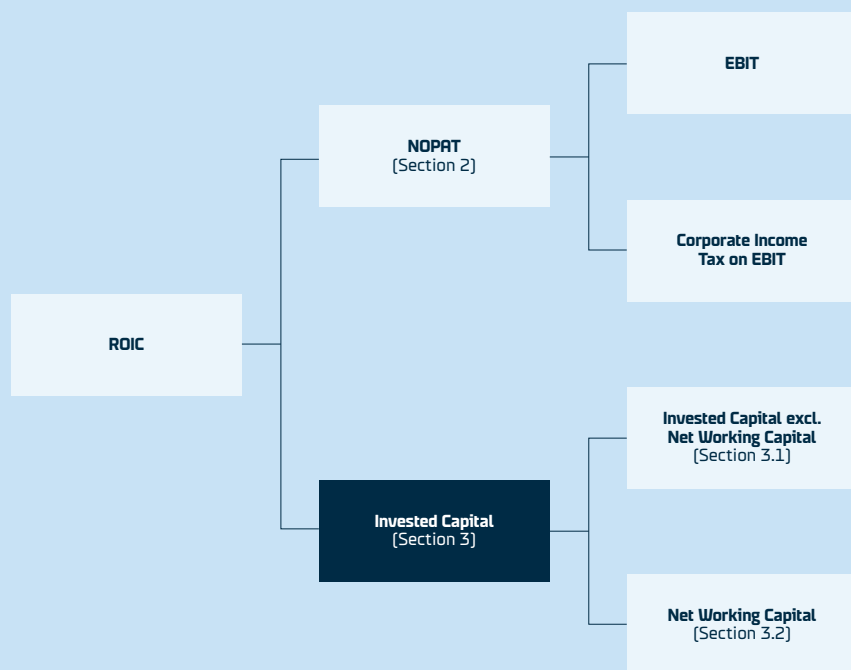 EBIT
NOPAT
(Section 2)
Corporate Income
Tax on EBIT
ROIC
Invested Capital excl.
Net Working Capital
(Section 3.1)
Invested Capital
(Section 3)
Net Working Capital
(Section 3.2)